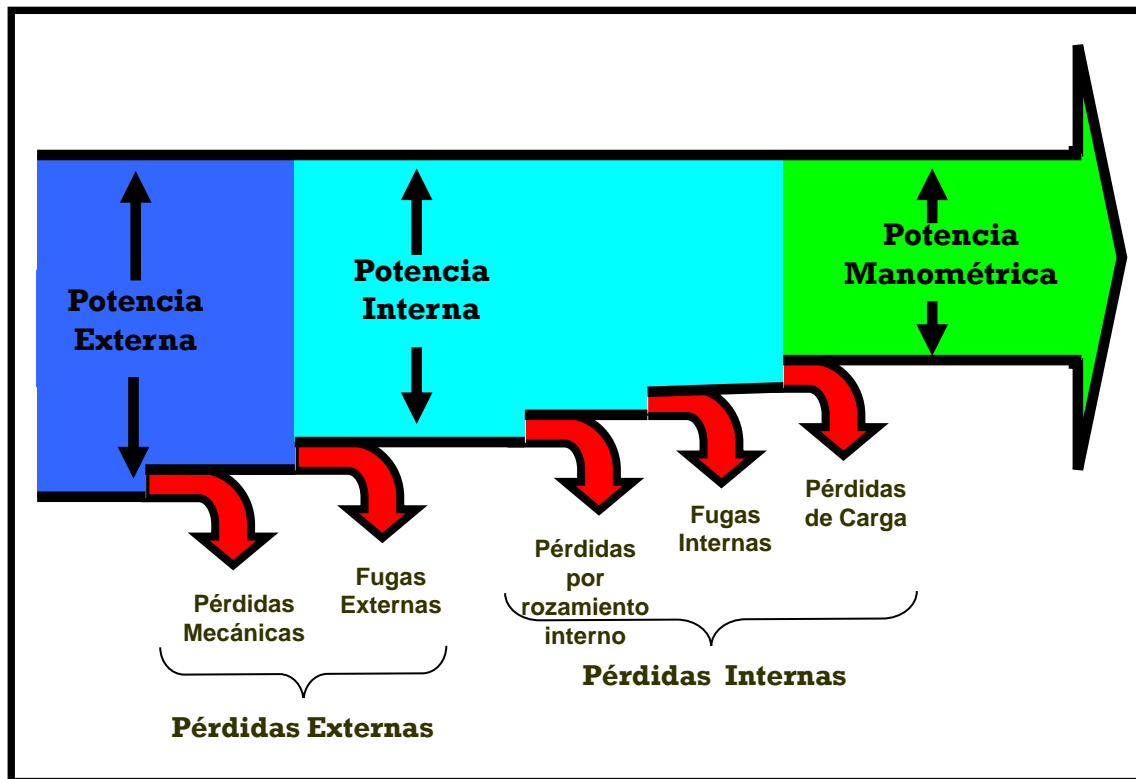 Potencia
Externa
Potencia
Interna
Potencia
Manométrica
Pérdidas
Mecánicas
Fugas
Externas
Pérdidas
por
rozamiento
interno
Fugas
Internas
Pérdidas
de Carga
Pérdidas Externas
Pérdidas Internas